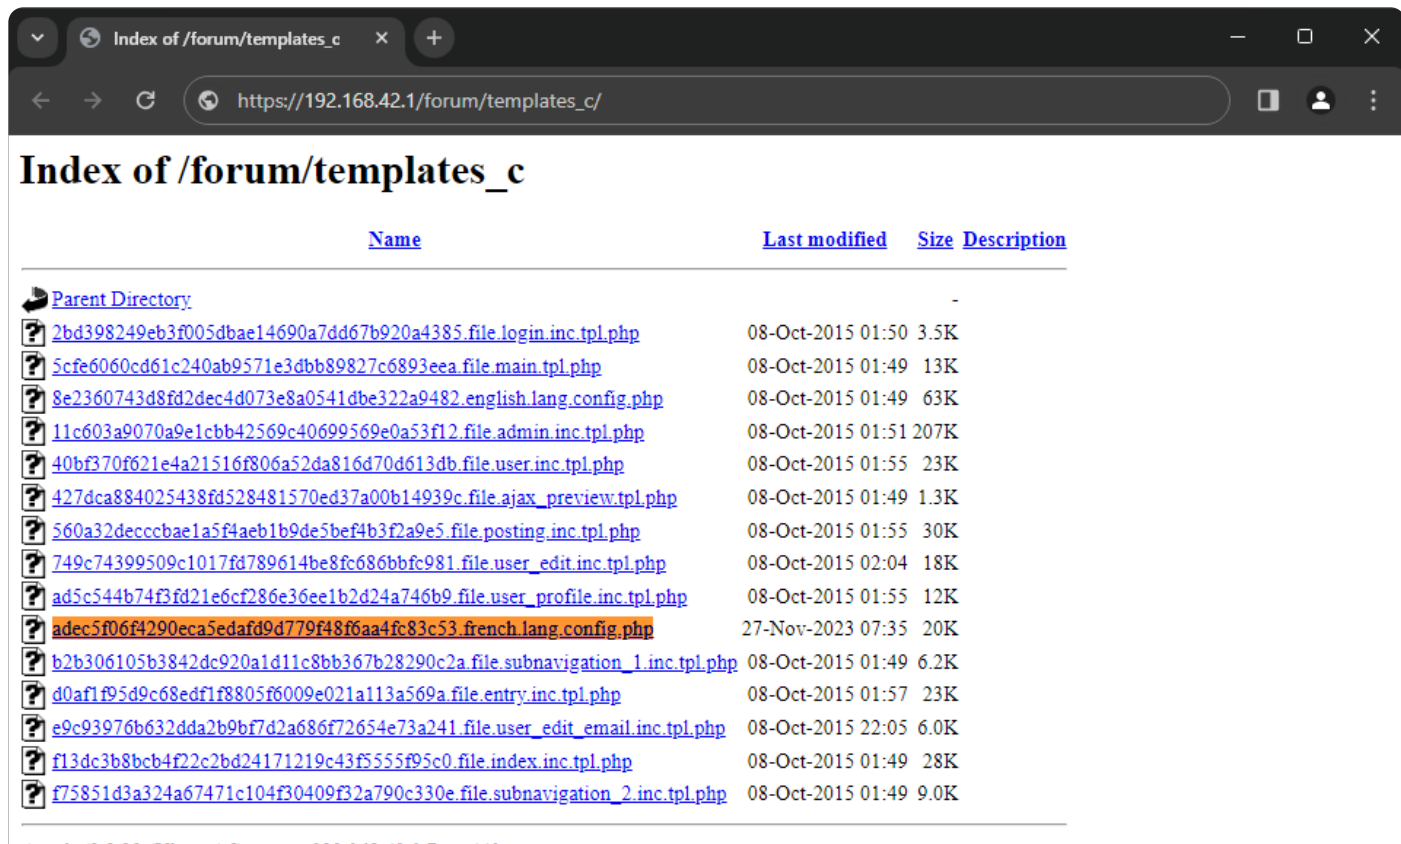 Index of /forum/templates_c
https://192.168.42.1/forum/templates_c/
Index of /forum/templates_c
Name Last modified Size Description
Parent Directory -
2bd398249eb3f005dbae14690a7dd67b920a4385.file.login.inc.tpl.php 08-Oct-2015 01:50 3.5K
5cfe6060cd61c240ab9571e3dbb89827c6893eea.file.main.tpl.php 08-Oct-2015 01:49 13K
8e2360743d8fd2dec4d073e8a0541dbe322a9482.english.lang.config.php 08-Oct-2015 01:49 63K
11c603a9070a9e1cbb42569c40699569e0a53f12.file.admin.inc.tpl.php 08-Oct-2015 01:51 207K
40bf370f621e4a21516f806a52da816d70d613db.file.user.inc.tpl.php 08-Oct-2015 01:55 23K
427dca884025438fd528481570ed37a00b14939c.file.ajax_preview.tpl.php 08-Oct-2015 01:49 1.3K
560a32decccbae1a5f4aeb1b9de5bef4b3f2a9e5.file.posting.inc.tpl.php 08-Oct-2015 01:55 30K
749c74399509c1017fd789614be8fc686bbfc981.file.user_edit.inc.tpl.php 08-Oct-2015 02:04 18K
ad5c544b74f3fd21e6cf286e36ee1b2d24a746b9.file.user_profile.inc.tpl.php 08-Oct-2015 01:55 12K
adec5f06f4290eca5edafd9d779f48f6aa4fc83c53.french.lang.config.php 27-Nov-2023 07:35 20K
b2b306105b3842dc920a1d11c8bb367b28290c2a.file.subnavigation_1.inc.tpl.php 08-Oct-2015 01:49 6.2K
d0af1f95d9c68edf1f8805f6009e021a113a569a.file.entry.inc.tpl.php 08-Oct-2015 01:57 23K
e9c93976b632dda2b9bf7d2a686f72654e73a241.file.user_edit_email.inc.tpl.php 08-Oct-2015 22:05 6.0K
f13dc3b8bcb4f22c2bd24171219c43f5555f95c0.file.index.inc.tpl.php 08-Oct-2015 01:49 28K
f75851d3a324a67471c104f30409f32a790c330e.file.subnavigation_2.inc.tpl.php 08-Oct-2015 01:49 9.0K